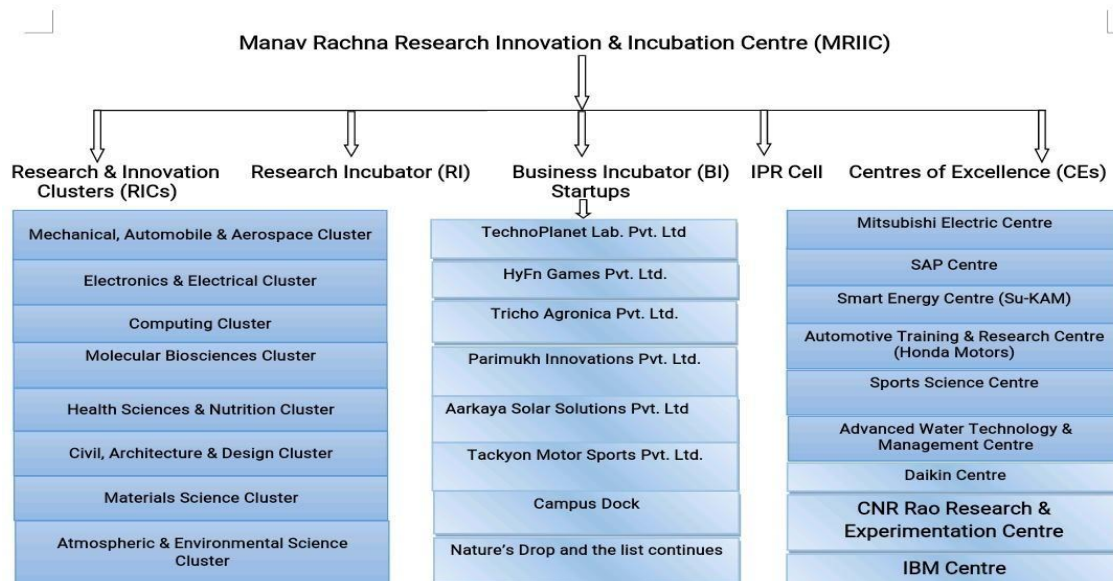 Manav Rachna Research Innovation & Incubation Centre (MRIIC)
Research & Innovation
Clusters (RICs)
Research Incubator (RI)
Business Incubator (BI)
Startups
IPR Cell
Centres of Excellence (CEs)
Mechanical, Automobile & Aerospace Cluster
Electronics & Electrical Cluster
Computing Cluster
Molecular Biosciences Cluster
Health Sciences & Nutrition Cluster
Civil, Architecture & Design Cluster
Materials Science Cluster
Atmospheric & Environmental Science
Cluster
TechnoPlanet Lab. Pvt. Ltd
HyFn Games Pvt. Ltd.
Tricho Agronica Pvt. Ltd.
Parimukh Innovations Pvt. Ltd.
Aarkaya Solar Solutions Pvt. Ltd
Tackyon Motor Sports Pvt. Ltd.
Campus Dock
Nature's Drop and the list continues
Mitsubishi Electric Centre
SAP Centre
Smart Energy Centre (Su-KAM)
Automotive Training & Research Centre
(Honda Motors)
Sports Science Centre
Advanced Water Technology &
Management Centre
Daikin Centre
CNR Rao Research &
Experimentation Centre
IBM Centre